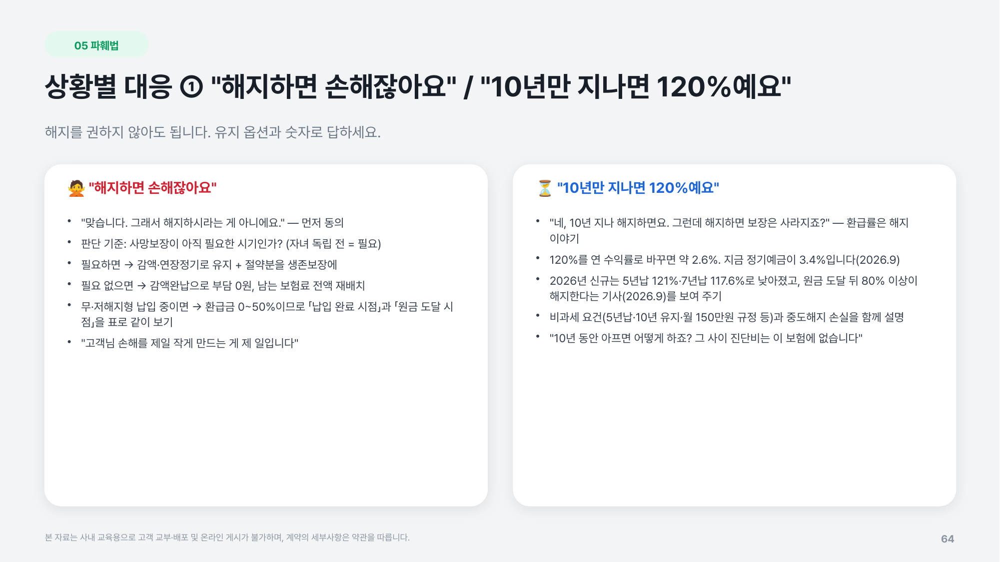 05 파훼법
상황별 대응 ① "해지하면 손해잖아요" / "10년만 지나면 120%예요"
해지를 권하지 않아도 됩니다. 유지 옵션과 숫자로 답하세요.
🙅 "해지하면 손해잖아요"
• "맞습니다. 그래서 해지하시라는 게 아니에요." — 먼저 동의
• 판단 기준: 사망보장이 아직 필요한 시기인가? (자녀 독립 전 = 필요)
• 필요하면 → 감액·연장정기로 유지 + 절약분을 생존보장에
• 필요 없으면 → 감액완납으로 부담 0원, 남는 보험료 전액 재배치
• 무·저해지형 납입 중이면 → 환급금 0~50%이므로 「납입 완료 시점」과 「원금 도달 시
점」을 표로 같이 보기
• "고객님 손해를 제일 작게 만드는 게 제 일입니다"
⏳ "10년만 지나면 120%예요"
• "네, 10년 지나 해지하면요. 그런데 해지하면 보장은 사라지죠?" — 환급률은 해지
이야기
• 120%를 연 수익률로 바꾸면 약 2.6%. 지금 정기예금이 3.4%입니다(2026.9)
• 2026년 신규는 5년납 121%·7년납 117.6%로 낮아졌고, 원금 도달 뒤 80% 이상이
해지한다는 기사(2026.9)를 보여 주기
• 비과세 요건(5년납·10년 유지·월 150만원 규정 등)과 중도해지 손실을 함께 설명
• "10년 동안 아프면 어떻게 하죠? 그 사이 진단비는 이 보험에 없습니다"
본 자료는 사내 교육용으로 고객 교부·배포 및 온라인 게시가 불가하며, 계약의 세부사항은 약관을 따릅니다.
64